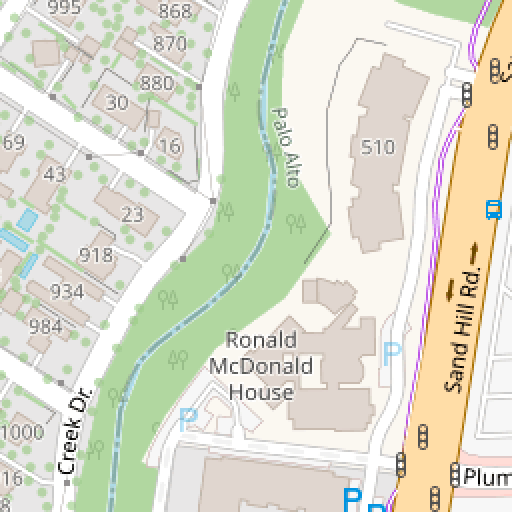 995
868
870
880
30
16
69
43
23
918
934
984
1000
16
8
Creek Dr.
Palo Alto
510
Ronald
McDonald
House
P
P
P
P
Sand Hill Rd.
Plum